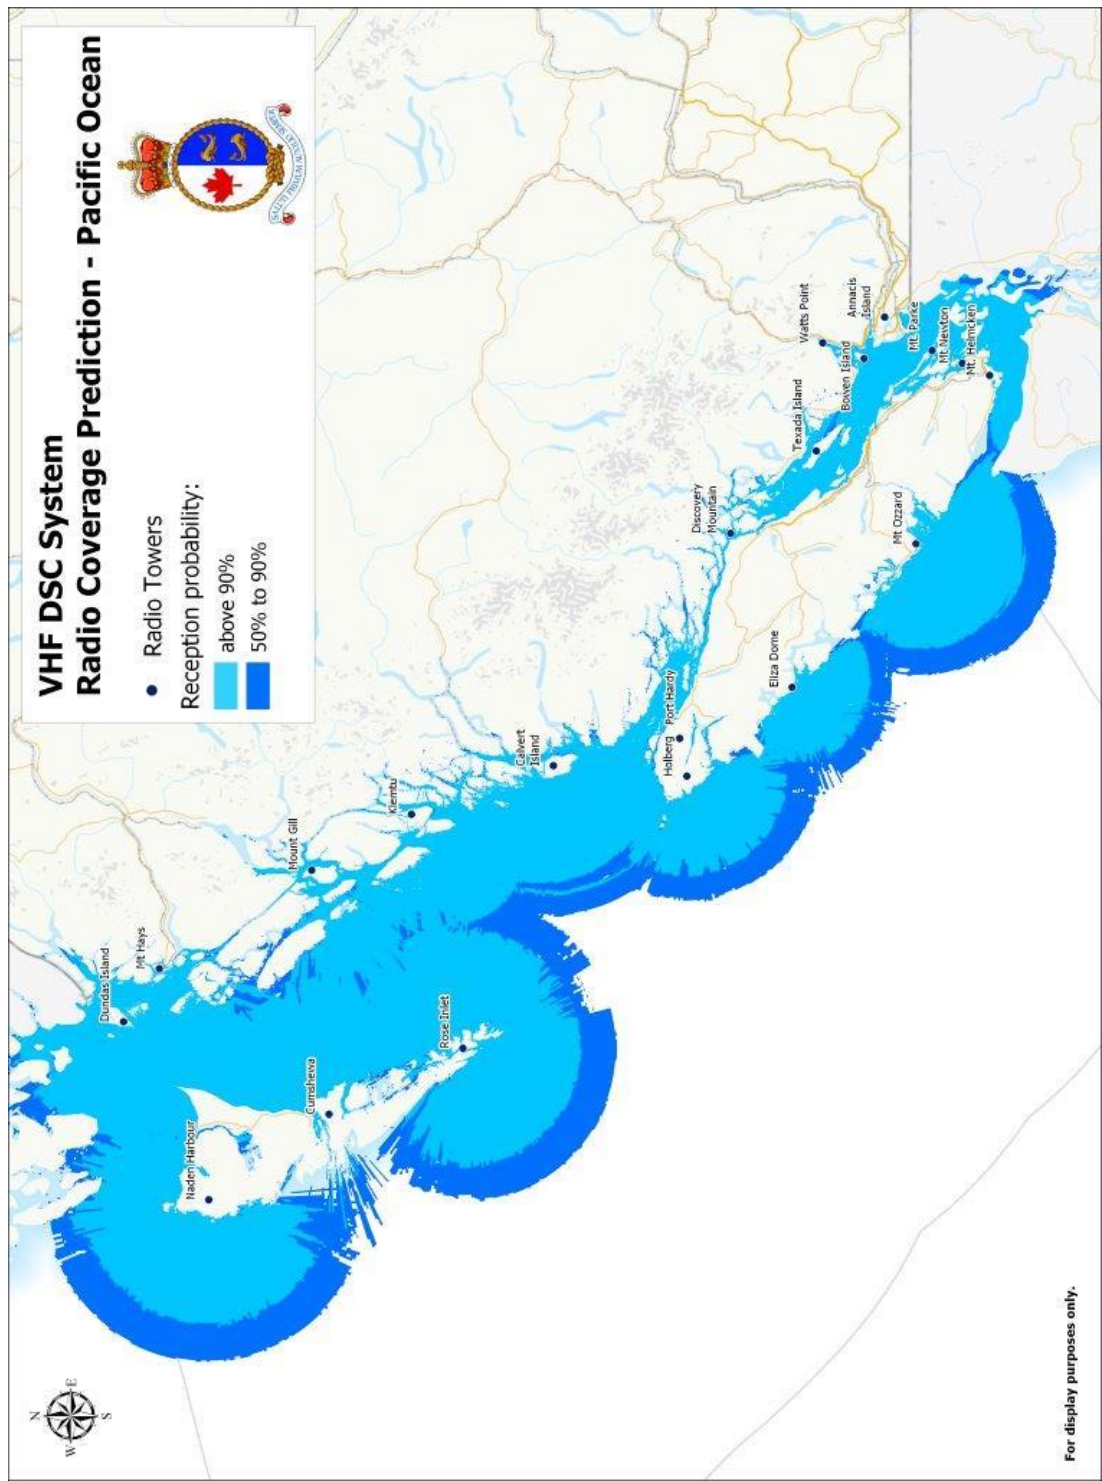 VHF DSC System
Radio Coverage Prediction - Pacific Ocean
Radio Towers
Reception probability:
above 90%
50% to 90%
N
W
E
S
Dundas Island
Mt Hays
Naden Harbour
Mount Gill
Cumshewa
Klemtu
Rose Inlet
Calvert
Island
Holberg
Port Hardy
Discovery
Mountain
Eliza Dome
Texada Island
Watts Point
Bowen Island
Annacis
Island
Mt Ozzard
Mt. Parke
Mt Newton
Mt. Helmcken
For display purposes only.